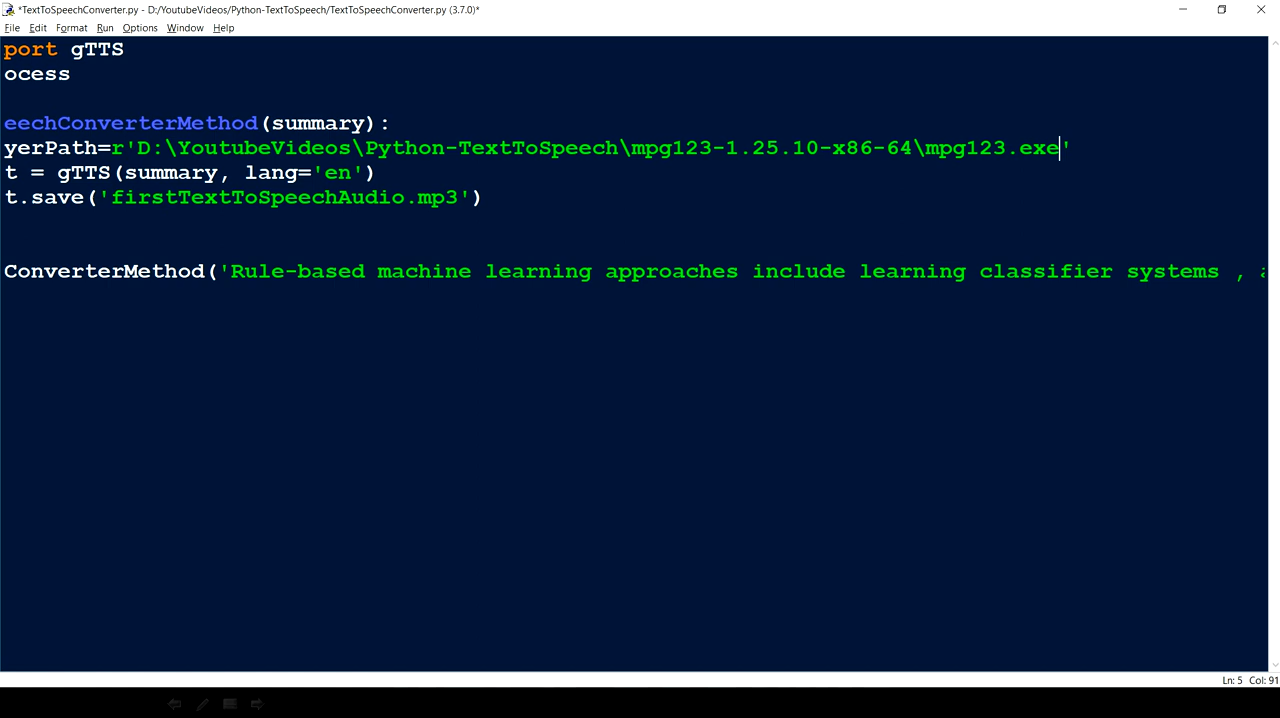 *TextToSpeechConverter.py - D:/YoutubeVideos/Python-TextToSpeech/TextToSpeechConverter.py (3.7.0)*
File Edit Format Run Options Window Help
port gTTS
ocess
eechConverterMethod(summary):
yerPath=r'D:\YoutubeVideos\Python-TextToSpeech\mpg123-1.25.10-x86-64\mpg123.exe'
t = gTTS(summary, lang='en')
t.save('firstTextToSpeechAudio.mp3')
ConverterMethod('Rule-based machine learning approaches include learning classifier systems ,
Ln: 5 Col: 91